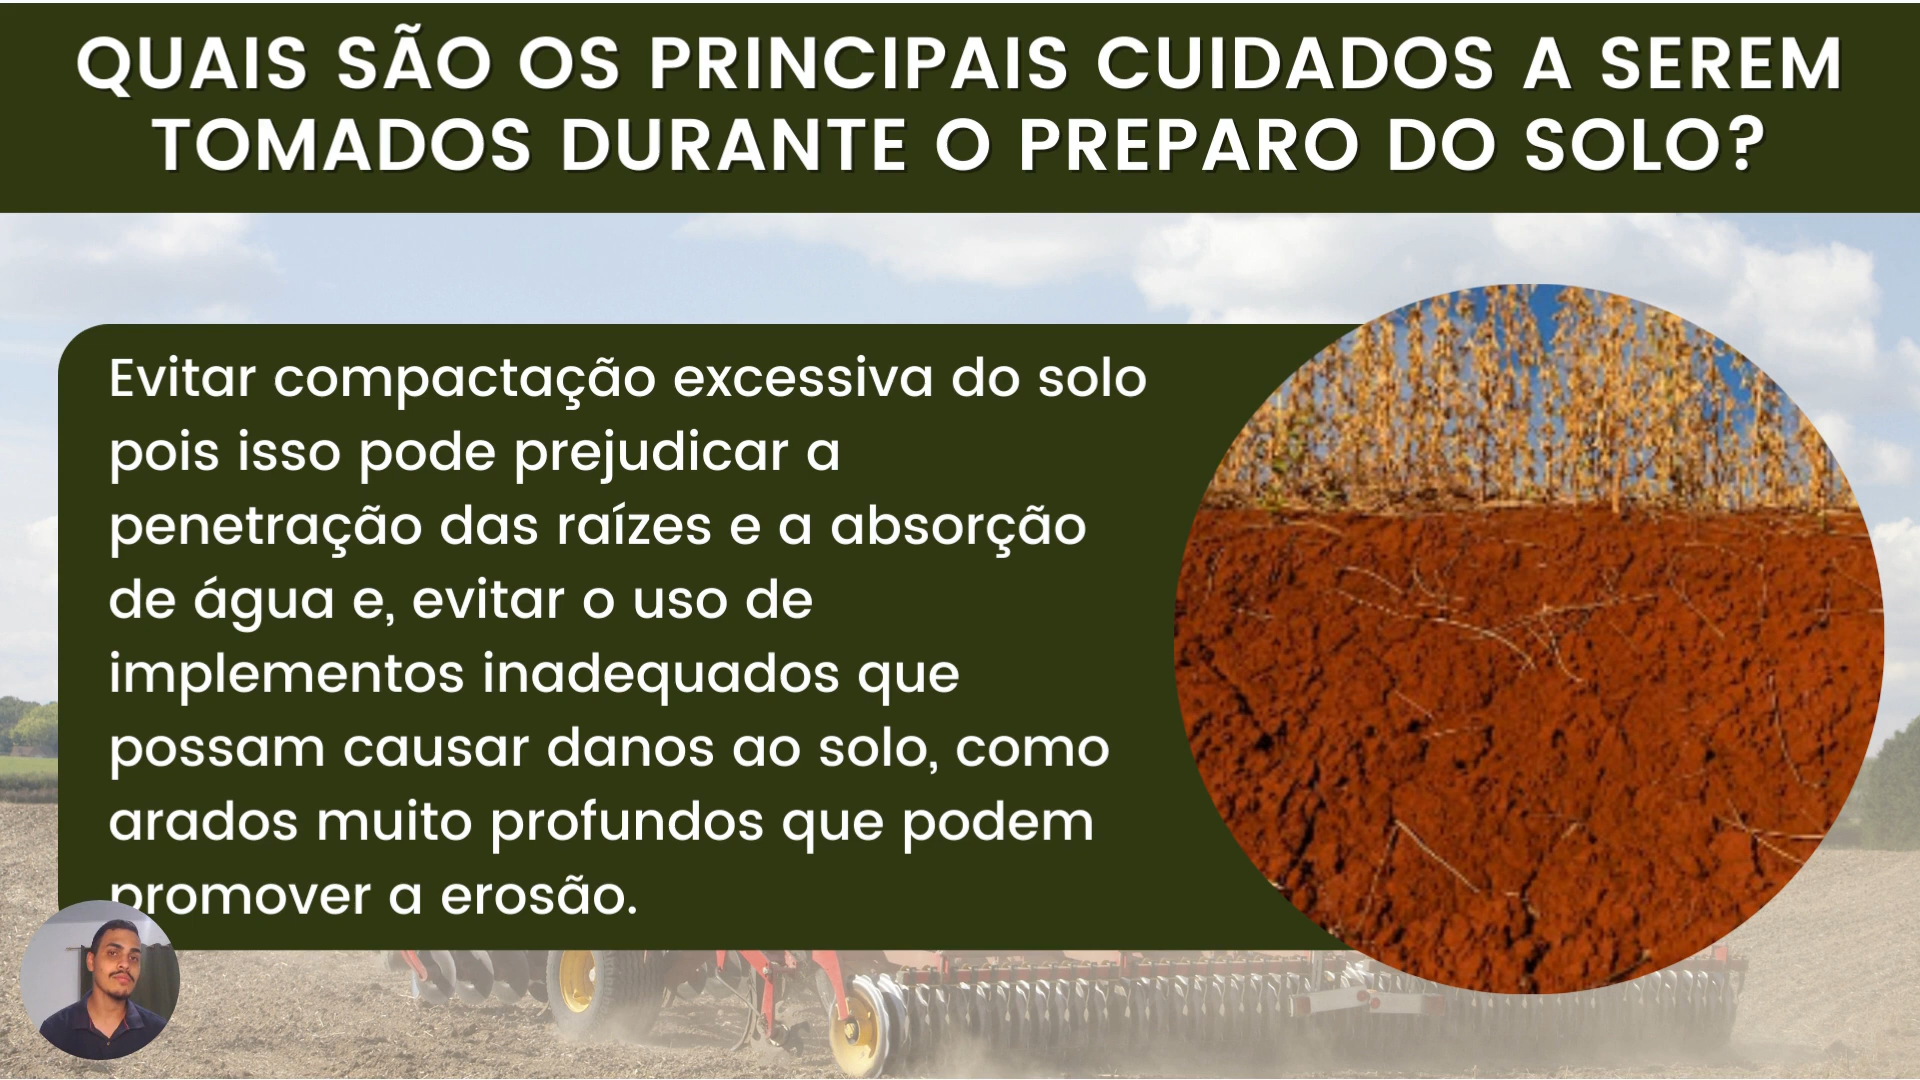 QUAIS SÃO OS PRINCIPAIS CUIDADOS A SEREM
TOMADOS DURANTE O PREPARO DO SOLO?
Evitar compactação excessiva do solo
pois isso pode prejudicar a
penetração das raízes e a absorção
de água e, evitar o uso de
implementos inadequados que
possam causar danos ao solo, como
arados muito profundos que podem
promover a erosão.